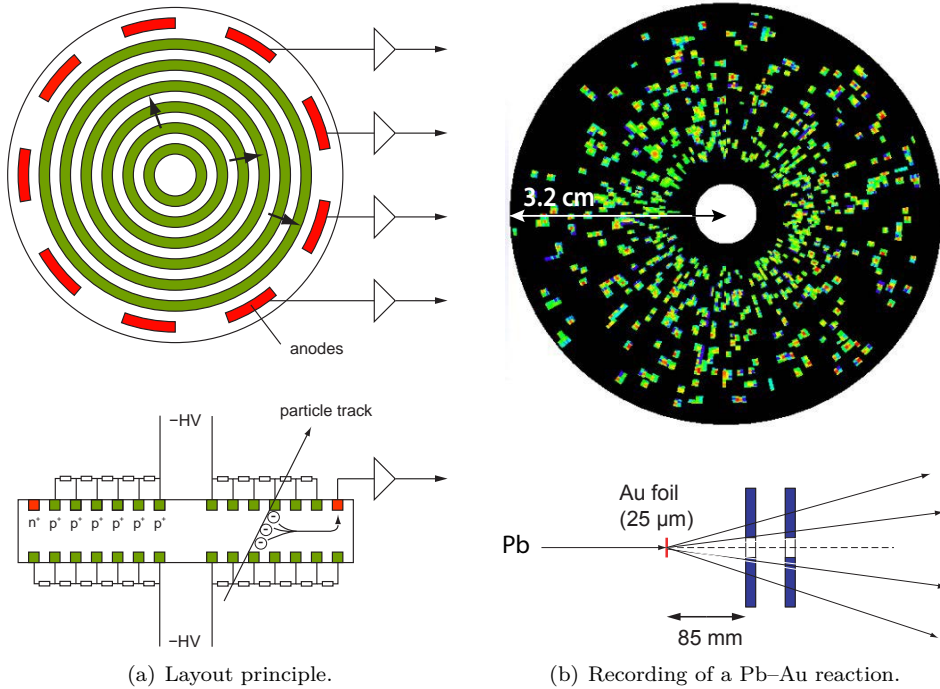 anodes
−HV
particle track
n⁺ p⁺ p⁺ p⁺ p⁺ p⁺ p⁺
−HV
(a) Layout principle.
3.2 cm
Au foil
(25 µm)
Pb
85 mm
(b) Recording of a Pb–Au reaction.